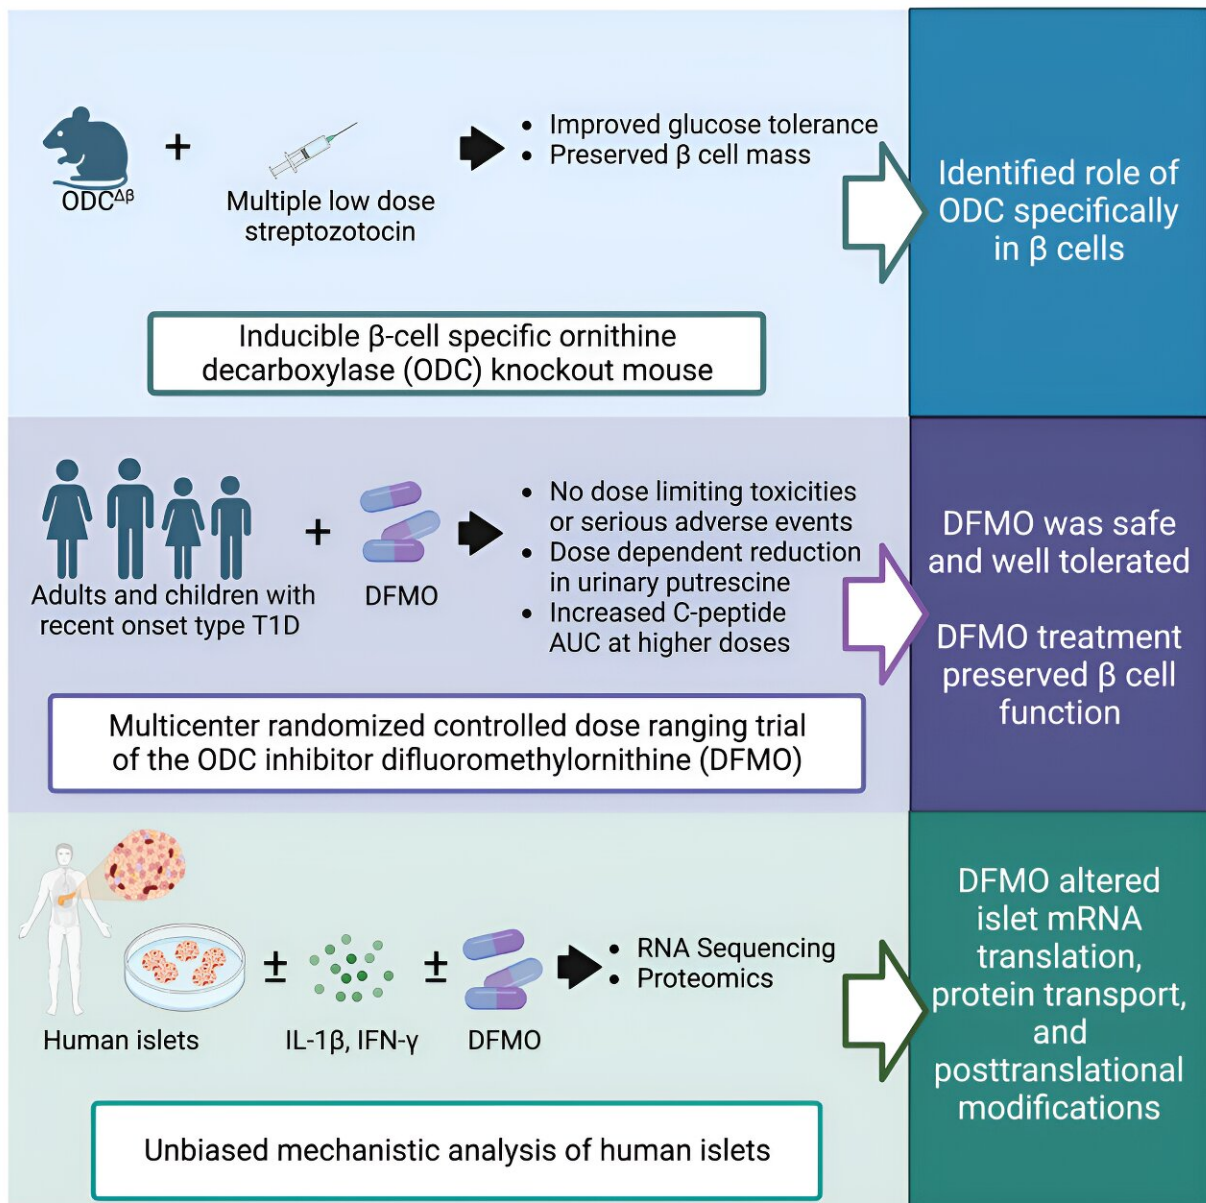 ODCΔβ
+
Multiple low dose
streptozotocin
• Improved glucose tolerance
• Preserved β cell mass
Identified role of
ODC specifically
in β cells
Inducible β-cell specific ornithine
decarboxylase (ODC) knockout mouse
Adults and children with
recent onset type T1D
+
DFMO
• No dose limiting toxicities
or serious adverse events
• Dose dependent reduction
in urinary putrescine
• Increased C-peptide
AUC at higher doses
DFMO was safe
and well tolerated
DFMO treatment
preserved β cell
function
Multicenter randomized controlled dose ranging trial
of the ODC inhibitor difluoromethylornithine (DFMO)
Human islets
±
IL-1β, IFN-γ
±
DFMO
• RNA Sequencing
• Proteomics
DFMO altered
islet mRNA
translation,
protein transport,
and
posttranslational
modifications
Unbiased mechanistic analysis of human islets